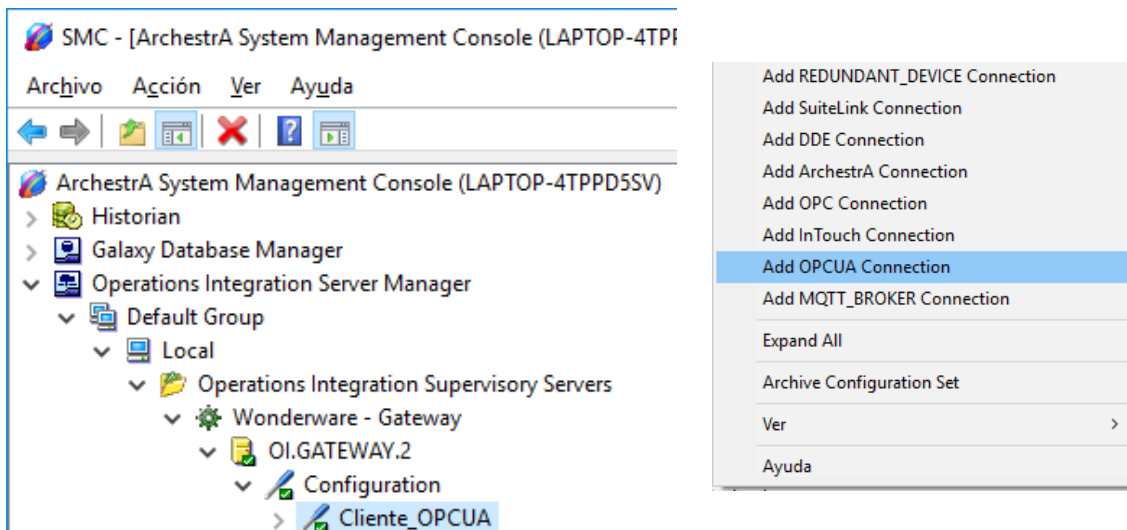 SMC - [ArchestrA System Management Console (LAPTOP-4TPF
Archivo Acción Ver Ayuda
ArchestrA System Management Console (LAPTOP-4TPPD5SV)
Historian
Galaxy Database Manager
Operations Integration Server Manager
Default Group
Local
Operations Integration Supervisory Servers
Wonderware - Gateway
OI.GATEWAY.2
Configuration
Cliente_OPCUA
Add REDUNDANT_DEVICE Connection
Add SuiteLink Connection
Add DDE Connection
Add ArchestrA Connection
Add OPC Connection
Add InTouch Connection
Add OPCUA Connection
Add MQTT_BROKER Connection
Expand All
Archive Configuration Set
Ver
Ayuda